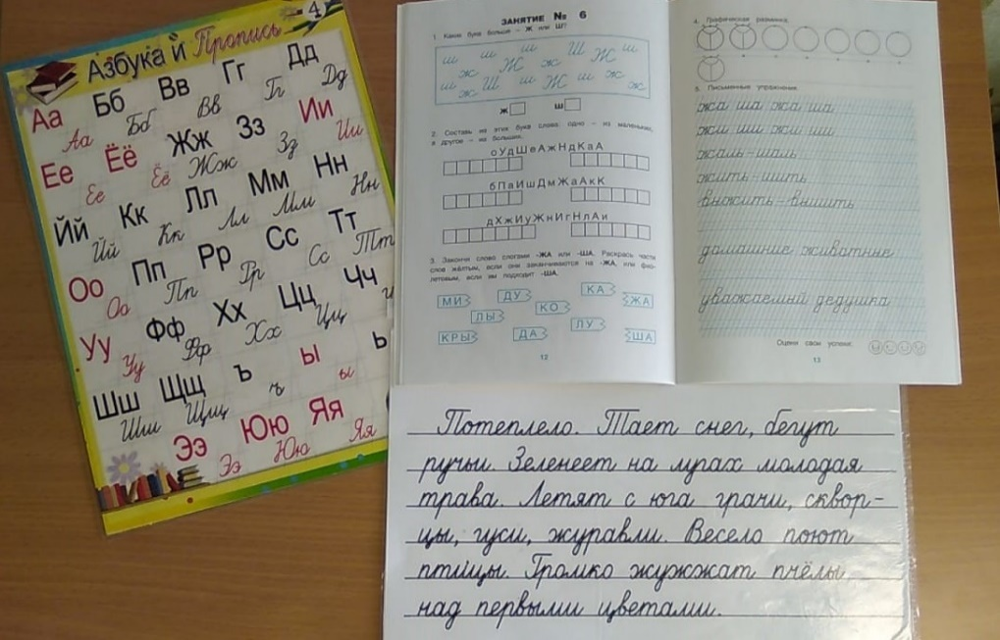 Азбука и Пропись 4
Аа Бб Вв Гг Дд
Аа Бб Вв Гг Дд
Ее Ёё Жж Зз Ии
Ее Ёё Жж Зз Ии
Йй Кк Лл Мм Нн
Йй Кк Лл Мм Нн
Оо Пп Рр Сс Тт
Оо Пп Рр Сс Тт
Уу Фф Хх Цц Чч
Уу Фф Хх Цц
Шш Щщ ъ ы ь
Шш Щщ ъ ы
Ээ Юю Яя
Ээ Юю Яя
ЗАНЯТИЕ № 6
1. Каких букв больше – Ж или Ш?
ш ш ш Ш ш
ж Ж ж Ж
ш Ш ш ш ж
ж Ж ж
Ж Ш
2. Составь из этих букв слова: одно – из маленьких,
а другое – из больших.
оУдШеАжНдКаА
бПаИшДмЖаАкК
дХжИуЖнИгНлАи
3. Закончи слово слогами -ЖА или -ША. Раскрась части
слов жёлтым, если они заканчиваются на -ЖА, или фио-
летовым, если им подходит -ША.
МИ ДУ КА ЖА
ЛЫ КО
КРЫ ДА ЛУ ША
12
4. Графическая разминка.
5. Письменные упражнения.
жа ша жа ша
жи ши жи ши
жаль - шаль
жить - шить
выжить - вышить
домашние животные
уважаемый дедушка
Оцени свои успехи:
13
Потеплело. Тает снег, бегут
ручьи. Зеленеет на лугах молодая
трава. Летят с юга грачи, сквор-
цы, гуси, журавли. Весело поют
птицы. Громко жужжат пчёлы
над первыми цветами.